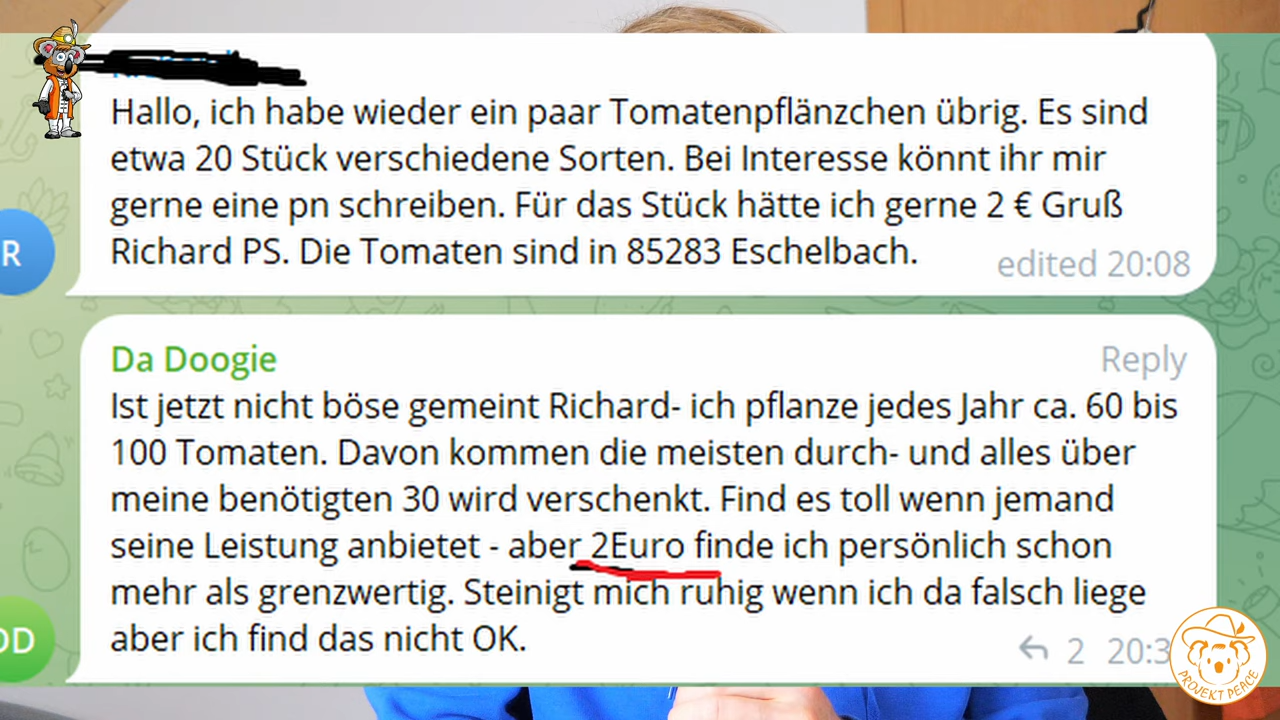 Hallo, ich habe wieder ein paar Tomatenpflänzchen übrig. Es sind
etwa 20 Stück verschiedene Sorten. Bei Interesse könnt ihr mir
gerne eine pn schreiben. Für das Stück hätte ich gerne 2 € Gruß
Richard PS. Die Tomaten sind in 85283 Eschelbach.
edited 20:08
R
Da Doogie
Reply
Ist jetzt nicht böse gemeint Richard- ich pflanze jedes Jahr ca. 60 bis
100 Tomaten. Davon kommen die meisten durch- und alles über
meine benötigten 30 wird verschenkt. Find es toll wenn jemand
seine Leistung anbietet - aber 2Euro finde ich persönlich schon
mehr als grenzwertig. Steinigt mich ruhig wenn ich da falsch liege
aber ich find das nicht OK.
DD
2 20:3
PROJEKT PEACE